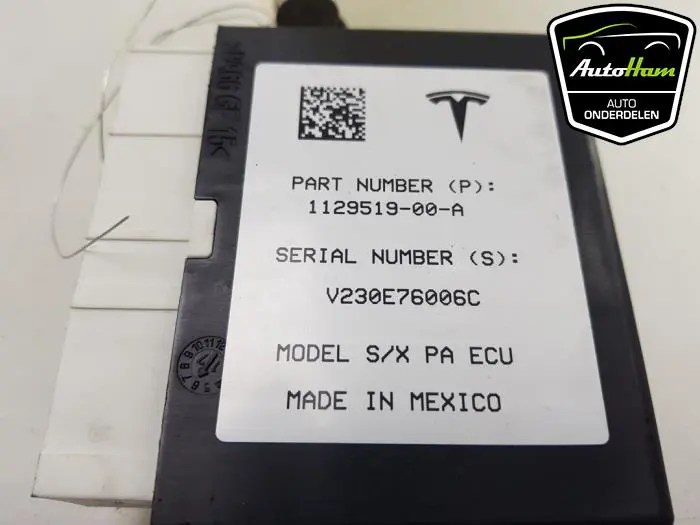 AutoHam
AUTO
ONDERDELEN
PART NUMBER (P):
1129519-00-A
SERIAL NUMBER (S):
V230E76006C
MODEL S/X PA ECU
MADE IN MEXICO